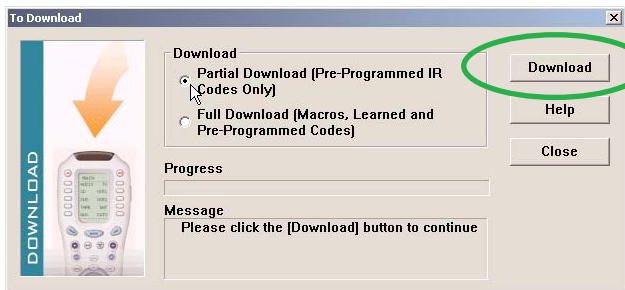 To Download
Download
Partial Download (Pre-Programmed IR
Codes Only)
Full Download (Macros, Learned and
Pre-Programmed Codes)
Progress
Message
Please click the [Download] button to continue
Download
Help
Close
DOWNLOAD
MAIN